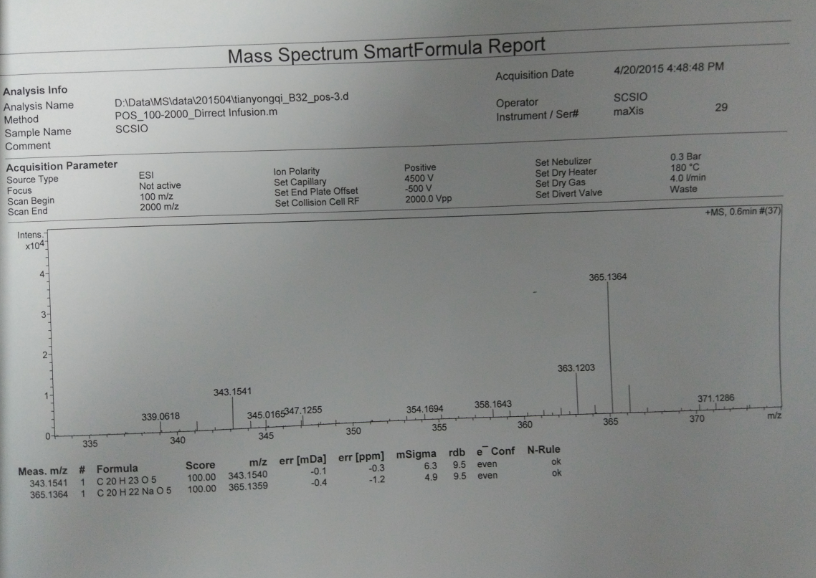 Mass Spectrum SmartFormula Report
Analysis Info
Acquisition Date 4/20/2015 4:48:48 PM
Analysis Name D:\Data\MS\data\201504\tianyongqi_B32_pos-3.d
Method POS_100-2000_Dirrect Infusion.m Operator SCSIO
Sample Name SCSIO Instrument / Ser# maXis 29
Comment
Acquisition Parameter
Source Type ESI Ion Polarity Positive Set Nebulizer 0.3 Bar
Focus Not active Set Capillary 4500 V Set Dry Heater 180 °C
Scan Begin 100 m/z Set End Plate Offset -500 V Set Dry Gas 4.0 l/min
Scan End 2000 m/z Set Collision Cell RF 2000.0 Vpp Set Divert Valve Waste
Intens. +MS, 0.6min #(37)
x10⁴
4
365.1364
3
2
363.1203
1
343.1541
339.0618 345.0165 347.1255 354.1694 358.1643 371.1286
0
335 340 345 350 355 360 365 370 m/z
Meas. m/z # Formula Score m/z err [mDa] err [ppm] mSigma rdb e¯ Conf N-Rule
343.1541 1 C 20 H 23 O 5 100.00 343.1540 -0.1 -0.3 6.3 9.5 even ok
365.1364 1 C 20 H 22 Na O 5 100.00 365.1359 -0.4 -1.2 4.9 9.5 even ok